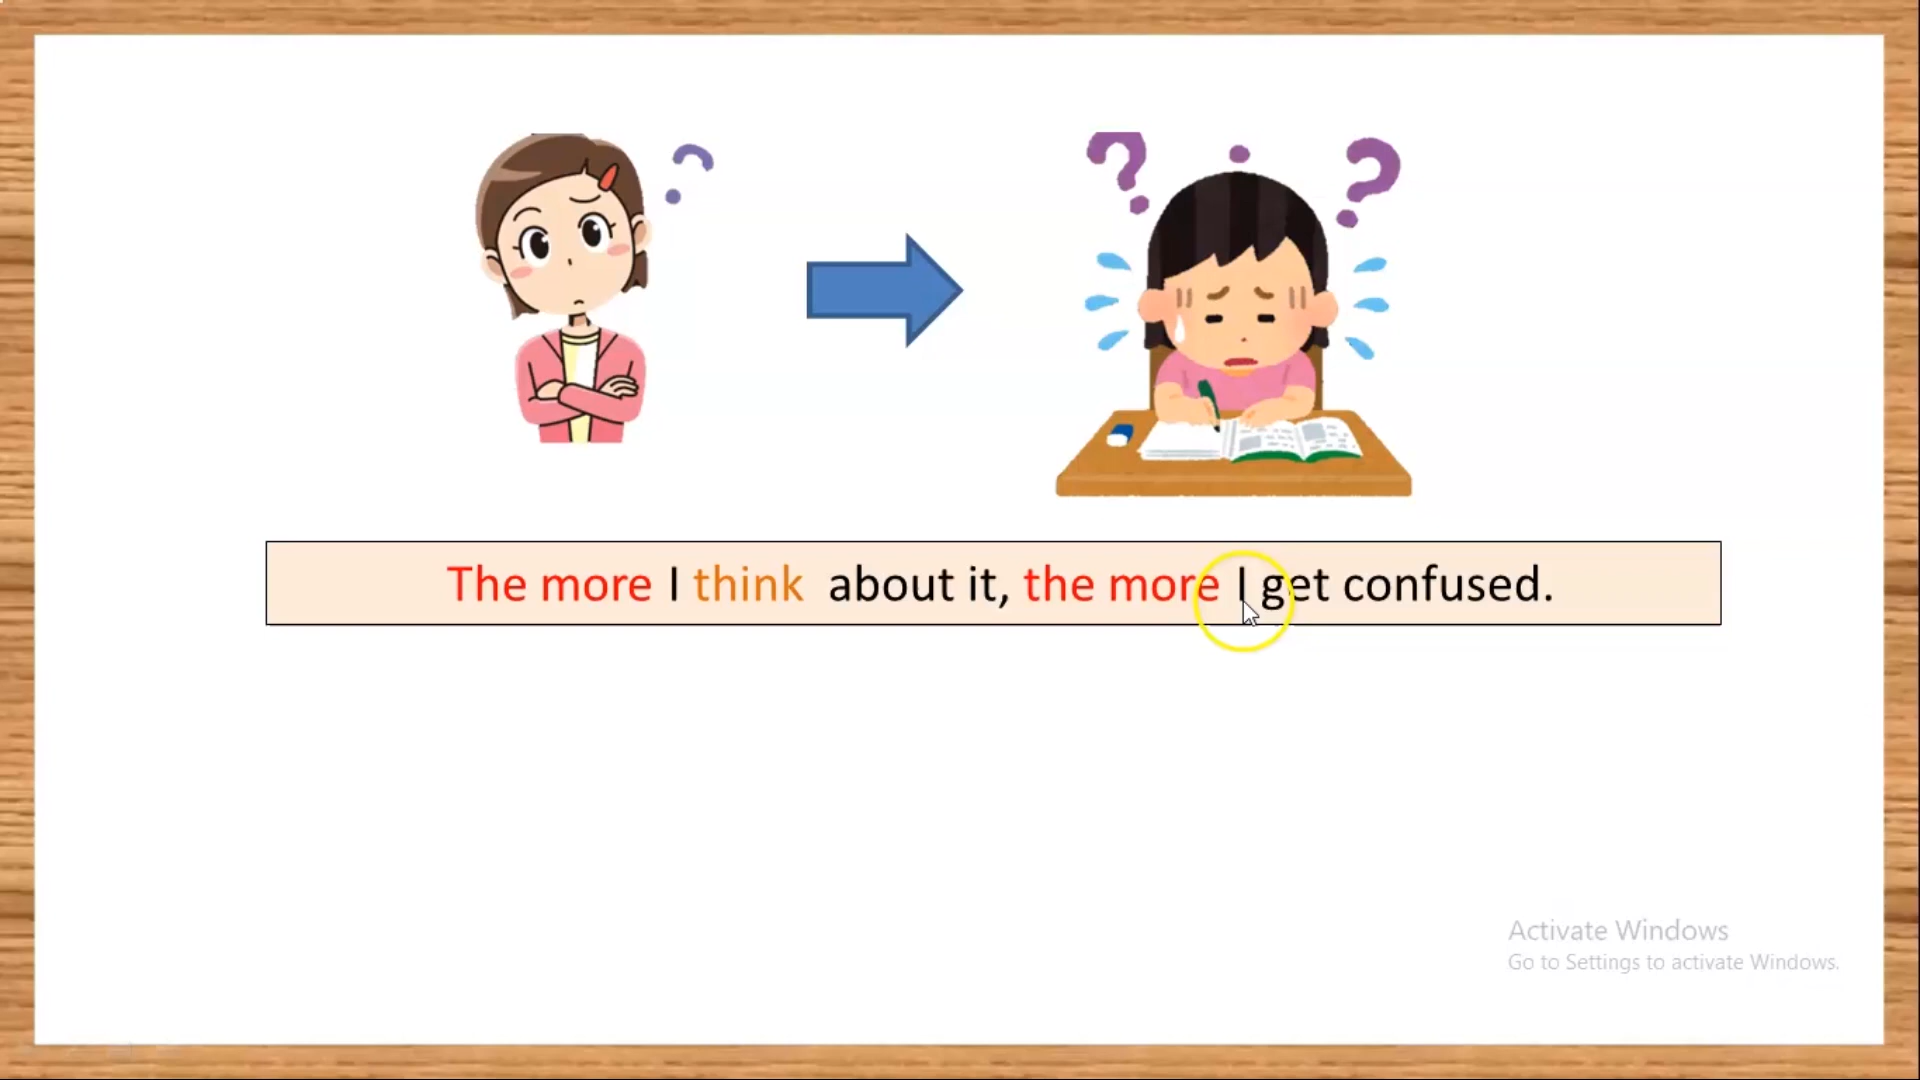 The more I think about it, the more I get confused.
Activate Windows
Go to Settings to activate Windows.